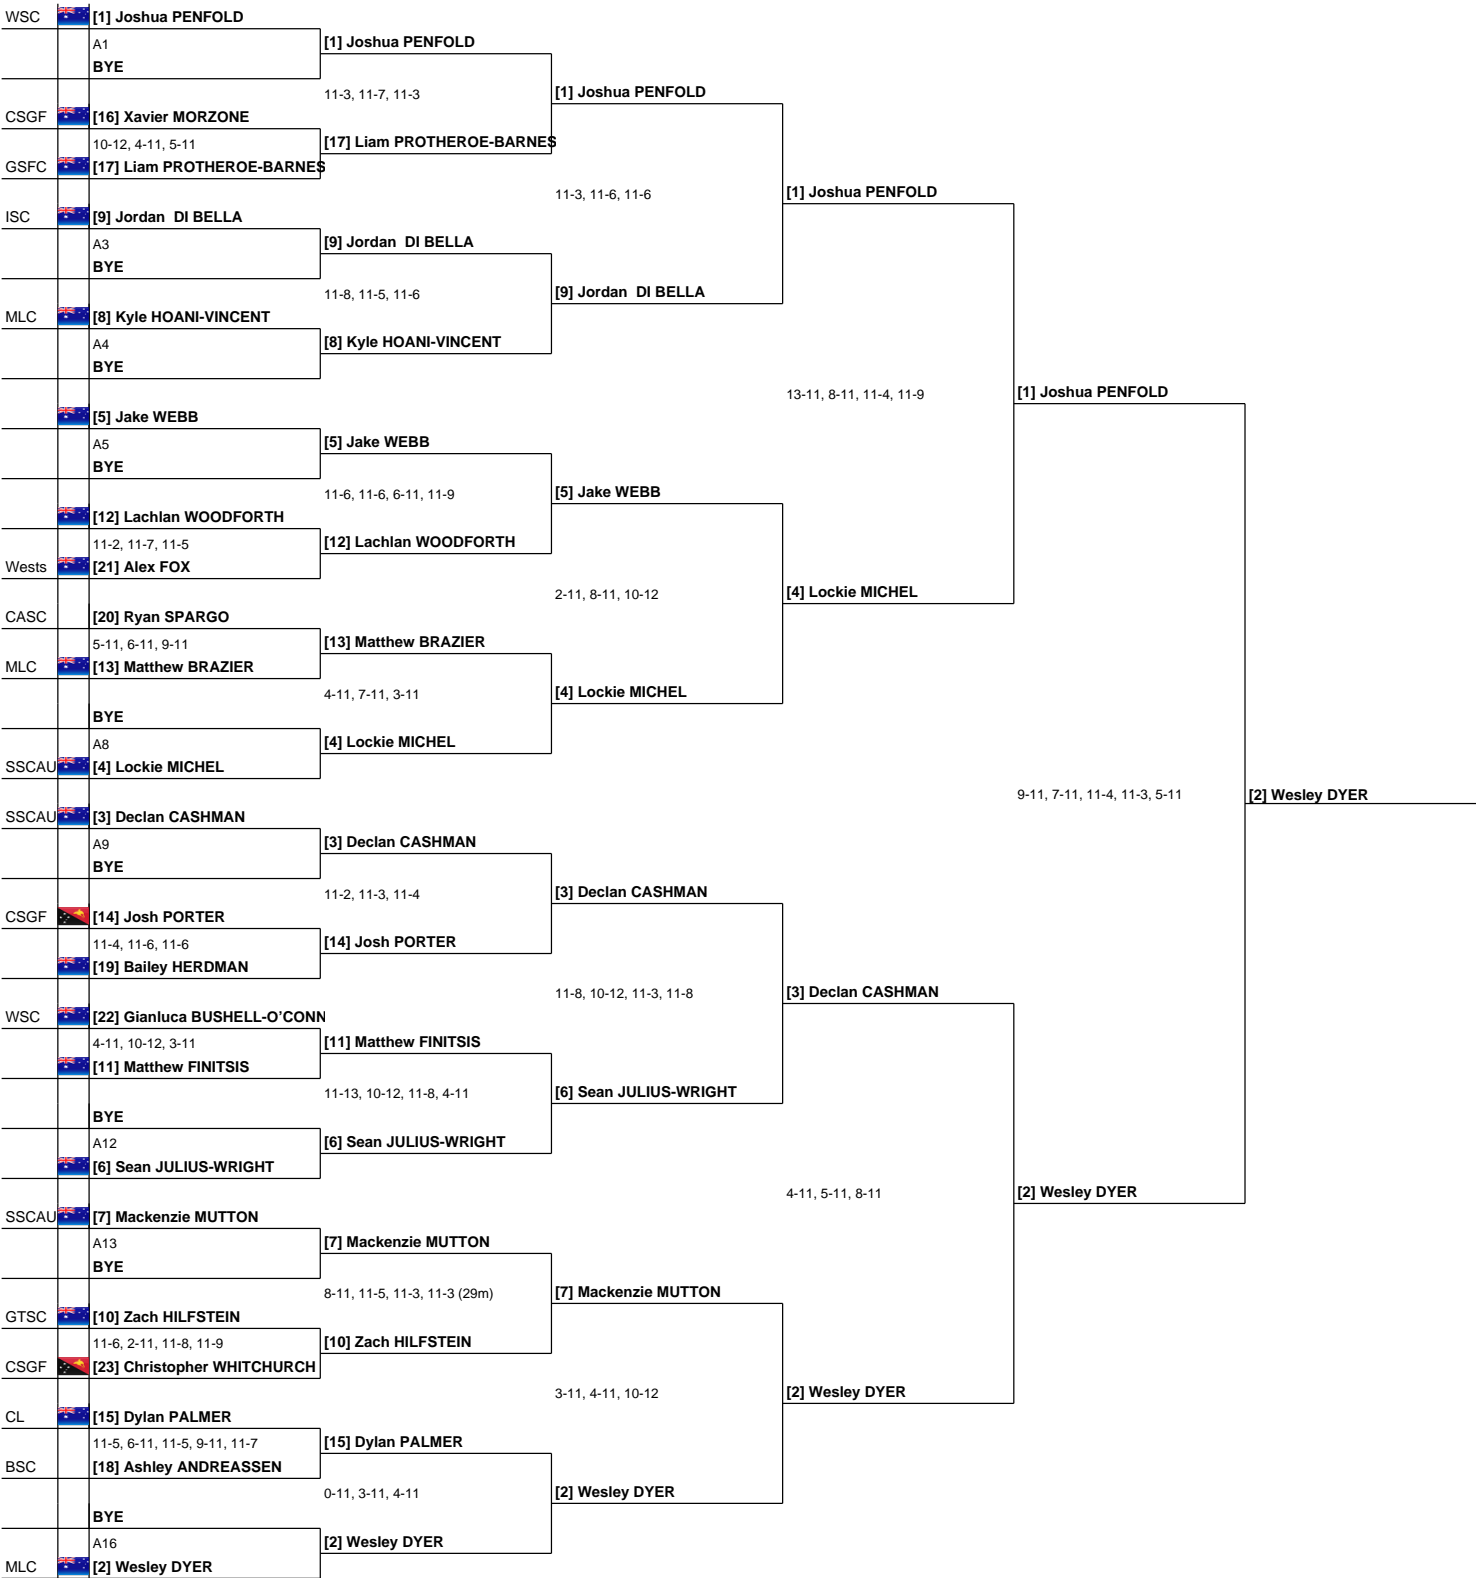 WSC [1] Joshua PENFOLD
A1 [1] Joshua PENFOLD
BYE
11-3, 11-7, 11-3 [1] Joshua PENFOLD
CSGF [16] Xavier MORZONE
10-12, 4-11, 5-11 [17] Liam PROTHEROE-BARNES
GSFC [17] Liam PROTHEROE-BARNES
11-3, 11-6, 11-6 [1] Joshua PENFOLD
ISC [9] Jordan  DI BELLA
A3 [9] Jordan  DI BELLA
BYE
11-8, 11-5, 11-6 [9] Jordan  DI BELLA
MLC [8] Kyle HOANI-VINCENT
A4 [8] Kyle HOANI-VINCENT
BYE
13-11, 8-11, 11-4, 11-9 [1] Joshua PENFOLD
[5] Jake WEBB
A5 [5] Jake WEBB
BYE
11-6, 11-6, 6-11, 11-9 [5] Jake WEBB
[12] Lachlan WOODFORTH
11-2, 11-7, 11-5 [12] Lachlan WOODFORTH
Wests [21] Alex FOX
2-11, 8-11, 10-12 [4] Lockie MICHEL
CASC [20] Ryan SPARGO
5-11, 6-11, 9-11 [13] Matthew BRAZIER
MLC [13] Matthew BRAZIER
4-11, 7-11, 3-11 [4] Lockie MICHEL
BYE
A8 [4] Lockie MICHEL
SSCAU [4] Lockie MICHEL
9-11, 7-11, 11-4, 11-3, 5-11 [2] Wesley DYER
SSCAU [3] Declan CASHMAN
A9 [3] Declan CASHMAN
BYE
11-2, 11-3, 11-4 [3] Declan CASHMAN
CSGF [14] Josh PORTER
11-4, 11-6, 11-6 [14] Josh PORTER
[19] Bailey HERDMAN
11-8, 10-12, 11-3, 11-8 [3] Declan CASHMAN
WSC [22] Gianluca BUSHELL-O'CONN
4-11, 10-12, 3-11 [11] Matthew FINITSIS
[11] Matthew FINITSIS
11-13, 10-12, 11-8, 4-11 [6] Sean JULIUS-WRIGHT
BYE
A12 [6] Sean JULIUS-WRIGHT
[6] Sean JULIUS-WRIGHT
4-11, 5-11, 8-11 [2] Wesley DYER
SSCAU [7] Mackenzie MUTTON
A13 [7] Mackenzie MUTTON
BYE
8-11, 11-5, 11-3, 11-3 (29m) [7] Mackenzie MUTTON
GTSC [10] Zach HILFSTEIN
11-6, 2-11, 11-8, 11-9 [10] Zach HILFSTEIN
CSGF [23] Christopher WHITCHURCH
3-11, 4-11, 10-12 [2] Wesley DYER
CL [15] Dylan PALMER
11-5, 6-11, 11-5, 9-11, 11-7 [15] Dylan PALMER
BSC [18] Ashley ANDREASSEN
0-11, 3-11, 4-11 [2] Wesley DYER
BYE
A16 [2] Wesley DYER
MLC [2] Wesley DYER